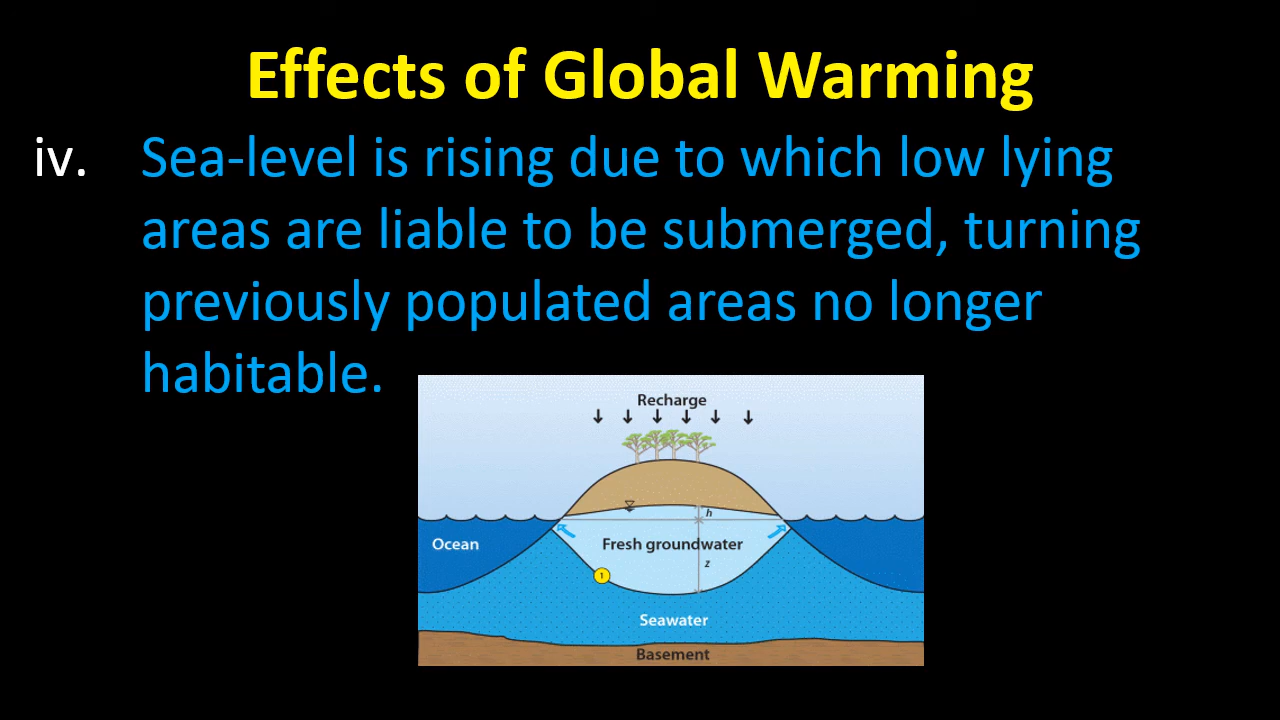 Effects of Global Warming
iv. Sea-level is rising due to which low lying
areas are liable to be submerged, turning
previously populated areas no longer
habitable.
Recharge
h
Ocean
Fresh groundwater
z
1
Seawater
Basement